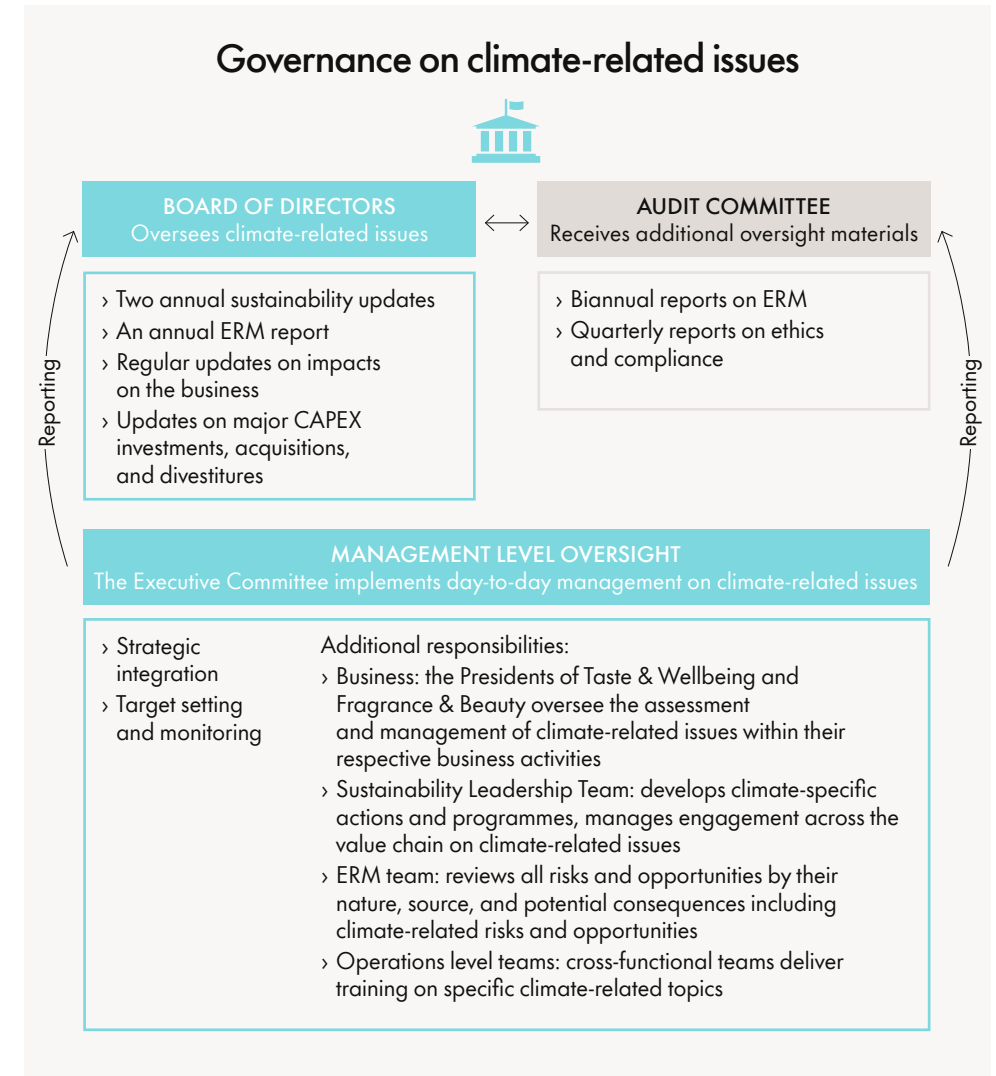 Governance on climate-related issues
BOARD OF DIRECTORS
Oversees climate-related issues
AUDIT COMMITTEE
Receives additional oversight materials
› Two annual sustainability updates
› An annual ERM report
› Regular updates on impacts
on the business
› Updates on major CAPEX
investments, acquisitions,
and divestitures
› Biannual reports on ERM
› Quarterly reports on ethics
and compliance
Reporting
Reporting
MANAGEMENT LEVEL OVERSIGHT
The Executive Committee implements day-to-day management on climate-related issues
› Strategic
integration
› Target setting
and monitoring
Additional responsibilities:
› Business: the Presidents of Taste & Wellbeing and
Fragrance & Beauty oversee the assessment
and management of climate-related issues within their
respective business activities
› Sustainability Leadership Team: develops climate-specific
actions and programmes, manages engagement across the
value chain on climate-related issues
› ERM team: reviews all risks and opportunities by their
nature, source, and potential consequences including
climate-related risks and opportunities
› Operations level teams: cross-functional teams deliver
training on specific climate-related topics